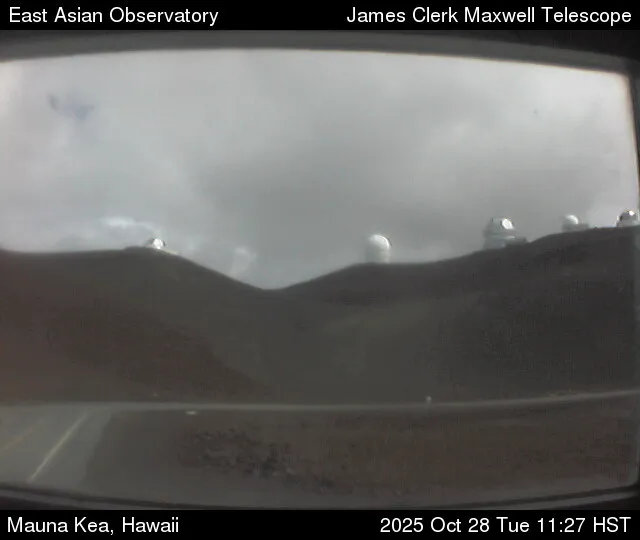 East Asian Observatory
James Clerk Maxwell Telescope
Mauna Kea, Hawaii
2025 Oct 28 Tue 11:27 HST